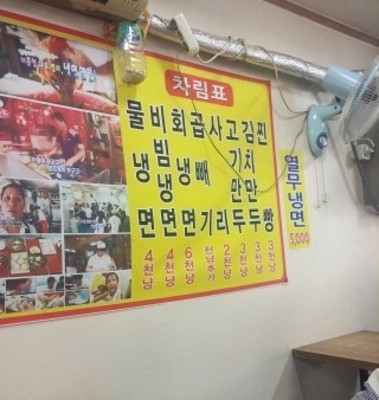 차림표
물냉면 4천냥
비빔냉면 4천냥
회냉면 6천냥
곱빼기 천냥추가
사리 2천냥
고기만두 3천냥
김치만두 3천냥
찐빵 3천냥
열무냉면
5,000